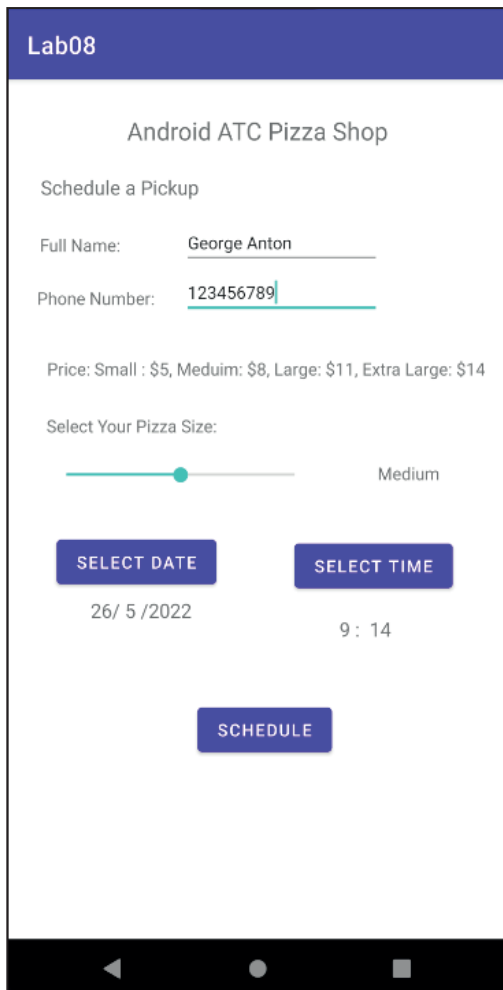 Lab08
Android ATC Pizza Shop
Schedule a Pickup
Full Name: George Anton
Phone Number: 123456789
Price: Small : $5, Meduim: $8, Large: $11, Extra Large: $14
Select Your Pizza Size:
Medium
SELECT DATE SELECT TIME
26/ 5 /2022
9 : 14
SCHEDULE